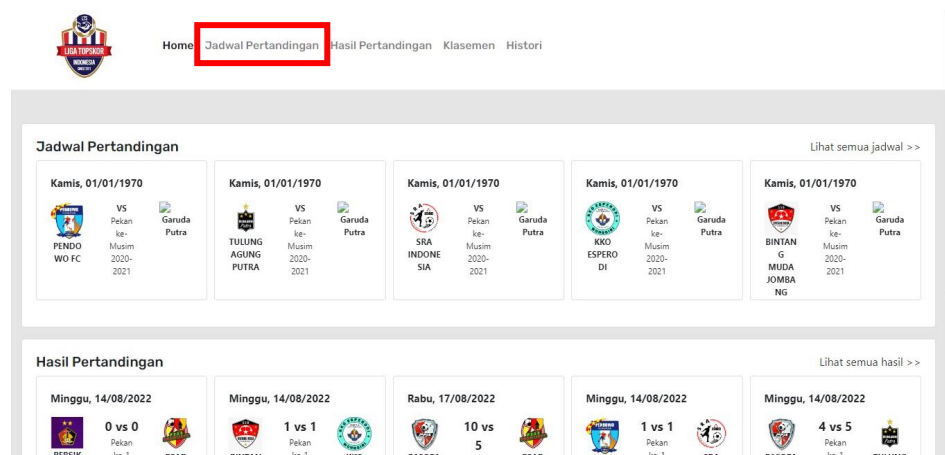 LIGA TOPSKOR
INDONESIA
Home Jadwal Pertandingan Hasil Pertandingan Klasemen Histori
Jadwal Pertandingan
Lihat semua jadwal >>
Kamis, 01/01/1970
PENDO
WO FC
VS
Pekan
ke-
Musim
2020-
2021
Garuda
Putra
Kamis, 01/01/1970
TULUNG
AGUNG
PUTRA
VS
Pekan
ke-
Musim
2020-
2021
Garuda
Putra
Kamis, 01/01/1970
SRA
INDONE
SIA
VS
Pekan
ke-
Musim
2020-
2021
Garuda
Putra
Kamis, 01/01/1970
KKO
ESPERO
DI
VS
Pekan
ke-
Musim
2020-
2021
Garuda
Putra
Kamis, 01/01/1970
BINTAN
G
MUDA
JOMBA
NG
VS
Pekan
ke-
Musim
2020-
2021
Garuda
Putra
Hasil Pertandingan
Lihat semua hasil >>
Minggu, 14/08/2022
0 vs 0
Pekan
Minggu, 14/08/2022
1 vs 1
Pekan
Rabu, 17/08/2022
10 vs
5
Minggu, 14/08/2022
1 vs 1
Pekan
Minggu, 14/08/2022
4 vs 5
Pekan